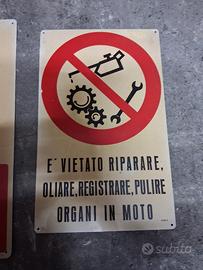 E' VIETATO RIPARARE,
OLIARE, REGISTRARE, PULIRE
ORGANI IN MOTO
subito